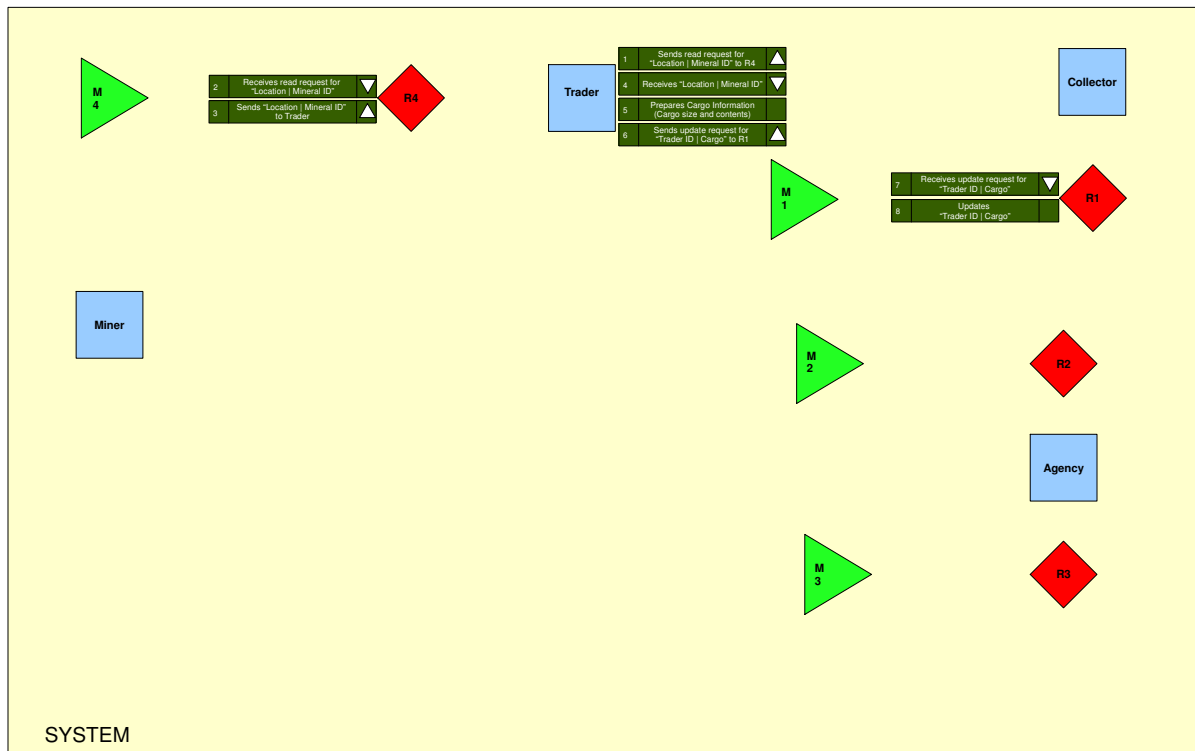 M
4
2
Receives read request for
“Location | Mineral ID”
3
Sends “Location | Mineral ID”
to Trader
R4
Trader
1
Sends read request for
“Location | Mineral ID” to R4
4
Receives “Location | Mineral ID”
5
Prepares Cargo Information
(Cargo size and contents)
6
Sends update request for
“Trader ID | Cargo” to R1
Collector
M
1
7
Receives update request for
“Trader ID | Cargo”
8
Updates
“Trader ID | Cargo”
R1
Miner
M
2
R2
Agency
M
3
R3
SYSTEM